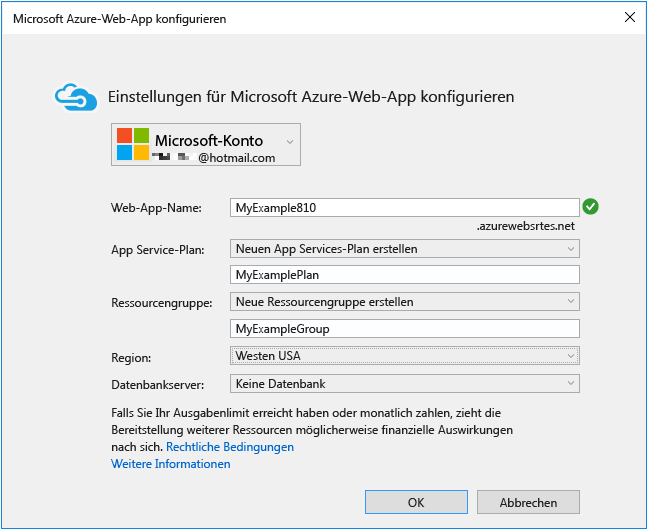 Microsoft Azure-Web-App konfigurieren
Einstellungen für Microsoft Azure-Web-App konfigurieren
Microsoft-Konto
@hotmail.com
Web-App-Name: MyExample810
.azurewebsrtes.net
App Service-Plan: Neuen App Services-Plan erstellen
MyExamplePlan
Ressourcengruppe: Neue Ressourcengruppe erstellen
MyExampleGroup
Region: Westen USA
Datenbankserver: Keine Datenbank
Falls Sie Ihr Ausgabenlimit erreicht haben oder monatlich zahlen, zieht die
Bereitstellung weiterer Ressourcen möglicherweise finanzielle Auswirkungen
nach sich. Rechtliche Bedingungen
Weitere Informationen
OK Abbrechen